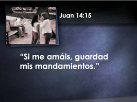 Juan 14:15
“Si me amáis, guardad
mis mandamientos.”